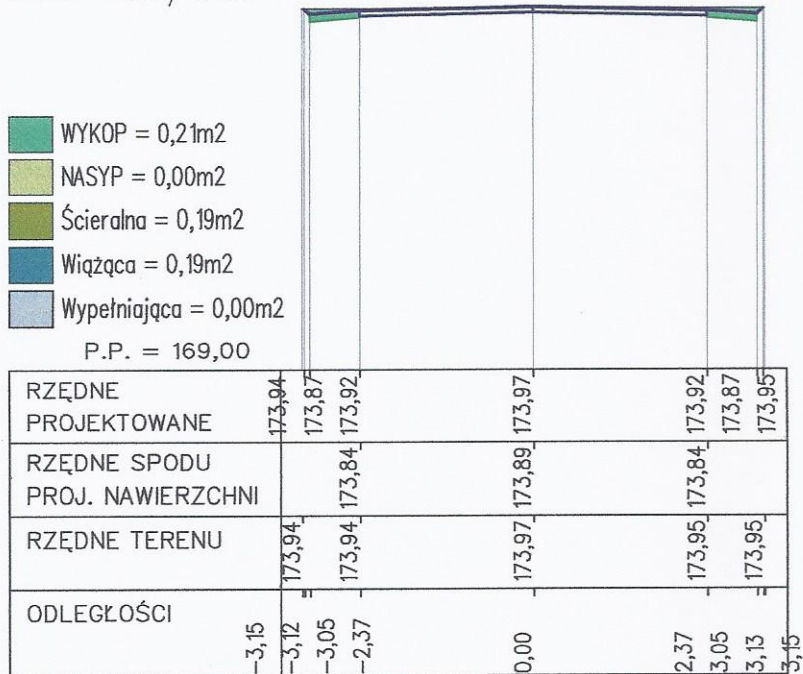 WYKOP = 0,21m2
NASYP = 0,00m2
Ścieralna = 0,19m2
Wiążąca = 0,19m2
Wypełniająca = 0,00m2
P.P. = 169,00
RZĘDNE PROJEKTOWANE 173,94 173,87 173,92 173,97 173,92 173,87 173,95
RZĘDNE SPODU PROJ. NAWIERZCHNI 173,84 173,89 173,84
RZĘDNE TERENU 173,94 173,94 173,97 173,95 173,95
ODLEGŁOŚCI -3,15 -3,12 -3,05 -2,37 0,00 2,37 3,05 3,13 3,15